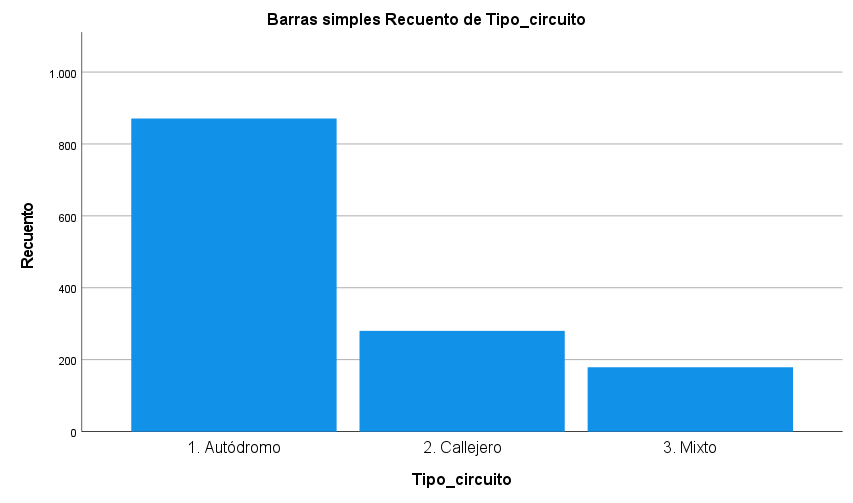 Barras simples Recuento de Tipo_circuito
1.000
800
600
400
200
0
Recuento
1. Autódromo
2. Callejero
3. Mixto
Tipo_circuito